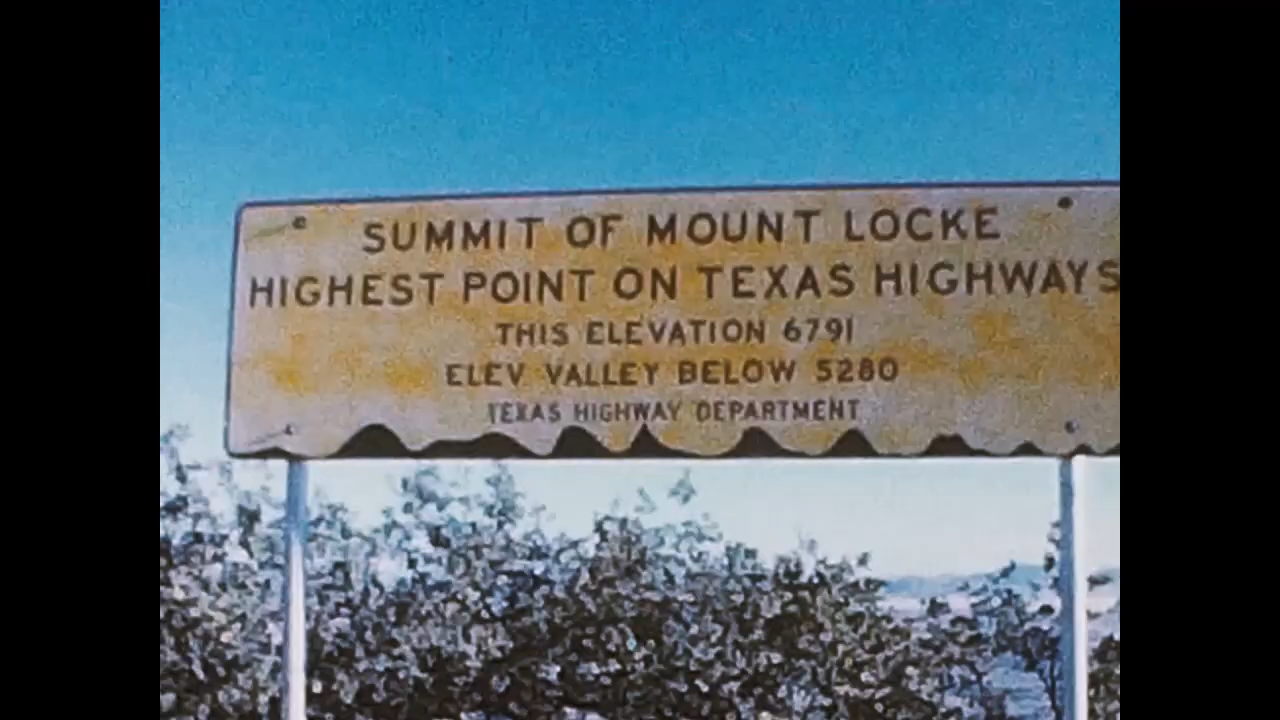 SUMMIT OF MOUNT LOCKE
HIGHEST POINT ON TEXAS HIGHWAYS
THIS ELEVATION 6791
ELEV VALLEY BELOW 5280
TEXAS HIGHWAY DEPARTMENT